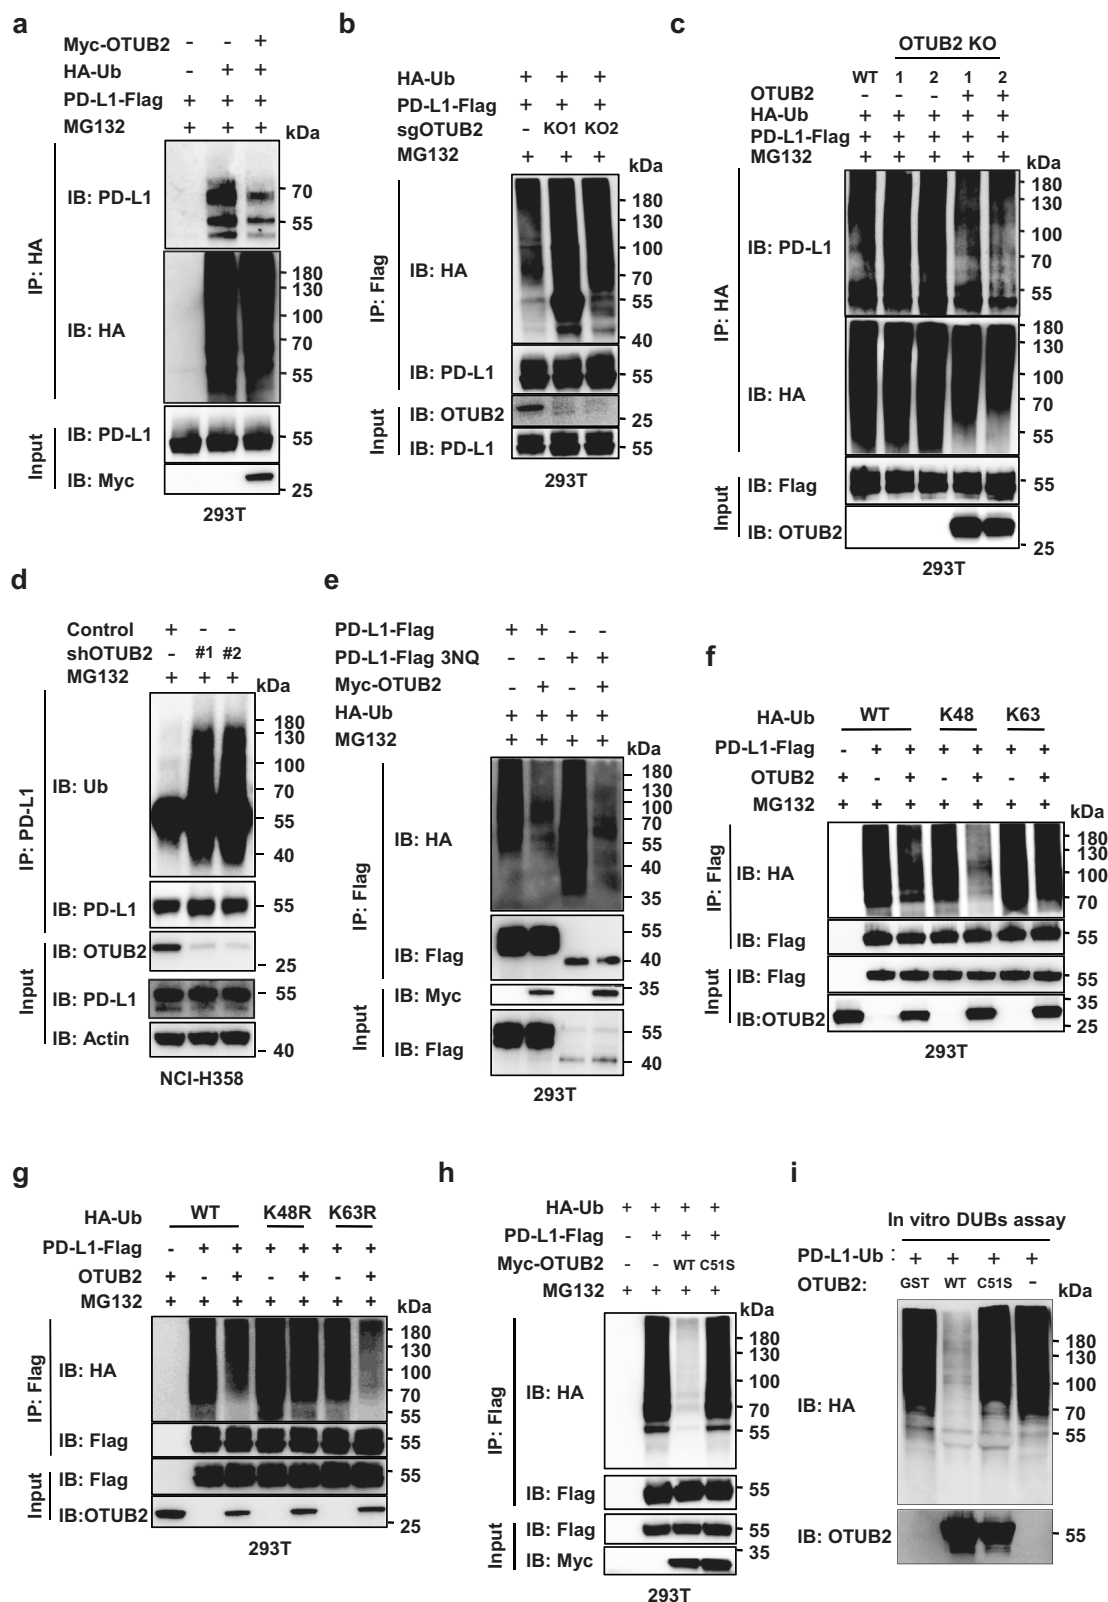 a
Myc-OTUB2 - - +
HA-Ub - + +
PD-L1-Flag + + +
MG132 + + +
kDa
IP: HA
IB: PD-L1
70
55
IB: HA
180
130
100
70
55
Input
IB: PD-L1
55
IB: Myc
25
293T
b
HA-Ub + + +
PD-L1-Flag + + +
sgOTUB2 - KO1 KO2
MG132 + + +
kDa
IP: Flag
IB: HA
180
130
100
70
55
40
IB: PD-L1
55
Input
IB: OTUB2
25
IB: PD-L1
55
293T
c
OTUB2 KO
WT 1 2 1 2
OTUB2 - - - + +
HA-Ub + + + + +
PD-L1-Flag + + + + +
MG132 + + + + +
kDa
IP: HA
IB: PD-L1
180
130
100
70
55
IB: HA
180
130
100
70
55
Input
IB: Flag
55
IB: OTUB2
25
293T
d
Control + - -
shOTUB2 - #1 #2
MG132 + + +
kDa
IP: PD-L1
IB: Ub
180
130
100
70
55
40
IB: PD-L1
55
Input
IB: OTUB2
25
IB: PD-L1
55
IB: Actin
40
NCI-H358
e
PD-L1-Flag + + - -
PD-L1-Flag 3NQ - - + +
Myc-OTUB2 - + - +
HA-Ub + + + +
MG132 + + + +
kDa
IP: Flag
IB: HA
180
130
100
70
55
40
35
IB: Flag
55
40
Input
IB: Myc
35
IB: Flag
55
40
293T
f
HA-Ub WT K48 K63
PD-L1-Flag - + + + + + +
OTUB2 + - + - + - +
MG132 + + + + + + +
kDa
IP: Flag
IB: HA
180
130
100
70
IB: Flag
55
Input
IB: Flag
55
IB:OTUB2
35
25
293T
g
HA-Ub WT K48R K63R
PD-L1-Flag - + + + + + +
OTUB2 + - + - + - +
MG132 + + + + + + +
kDa
IP: Flag
IB: HA
180
130
100
70
55
IB: Flag
55
Input
IB: Flag
55
IB:OTUB2
25
293T
h
HA-Ub + + + +
PD-L1-Flag - + + +
Myc-OTUB2 - - WT C51S
MG132 + + + +
kDa
IP: Flag
IB: HA
180
130
100
70
55
IB: Flag
55
Input
IB: Flag
55
IB: Myc
35
293T
i
In vitro DUBs assay
PD-L1-Ub : + + + +
OTUB2: GST WT C51S -
kDa
IB: HA
180
130
100
70
55
IB: OTUB2
55